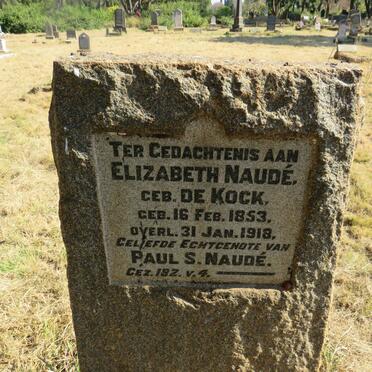 TER GEDACHTENIS AAN
ELIZABETH NAUDÉ,
GEB. DE KOCK,
GEB. 16 FEB. 1853,
OVERL. 31 JAN. 1918,
GELIEFDE ECHTGENOTE VAN
PAUL S. NAUDÉ.
GEZ. 192. V. 4.